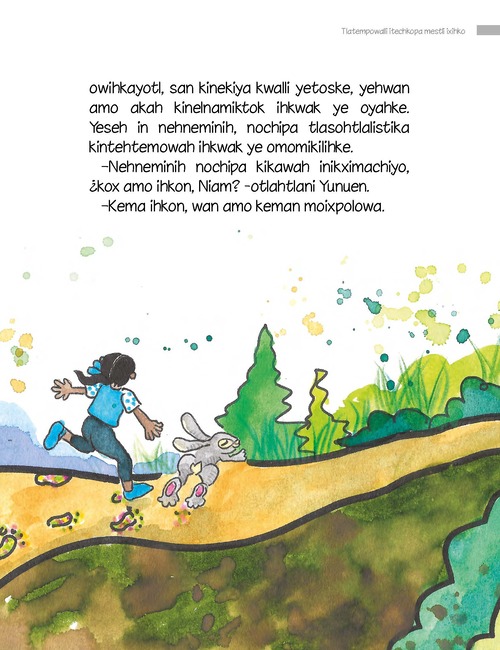 Tlatempowalli itechkopa mestli ixihko
owihkayotl, san kinekiya kwalli yetoske, yehwan
amo akah kinelnamiktok ihkwak ye oyahke.
Yeseh in nehneminih, nochipa tlasohtlalistika
kintehtemowah ihkwak ye omomikilihke.
–Nehneminih nochipa kikawah inikximachiyo,
¿kox amo ihkon, Niam? –otlahtlani Yunuen.
–Kema ihkon, wan amo keman moixpolowa.